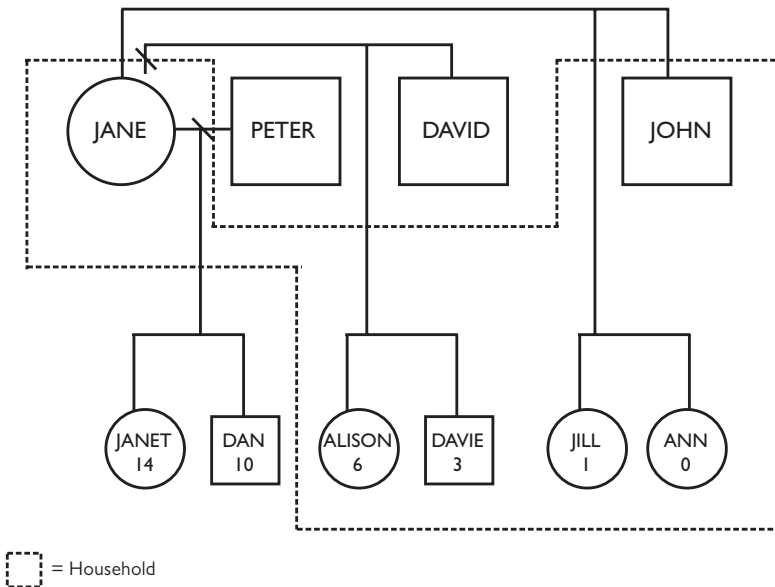 JANE
PETER
DAVID
JOHN
JANET
14
DAN
10
ALISON
6
DAVIE
3
JILL
1
ANN
0
= Household